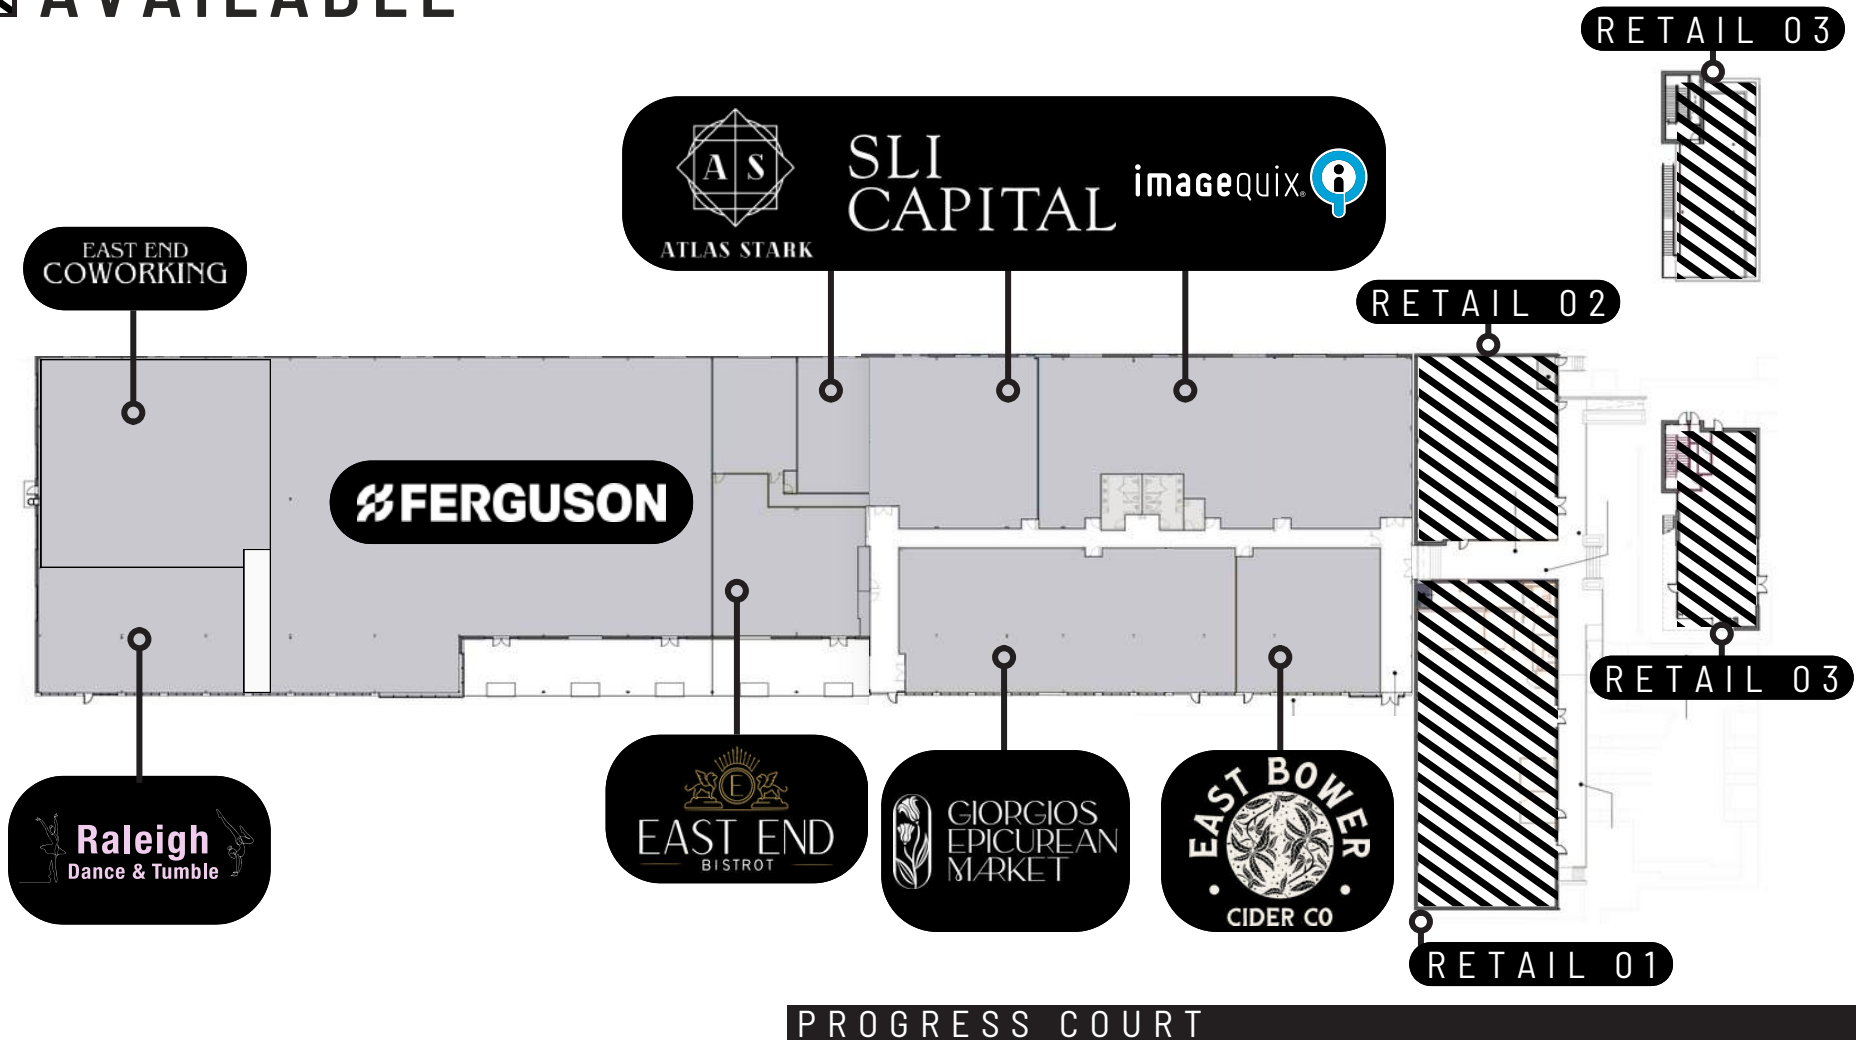 AVAILABLE
RETAIL 03
A S
ATLAS STARK
SLI
CAPITAL
imagequix®
EAST END
COWORKING
RETAIL 02
FERGUSON
RETAIL 03
Raleigh
Dance & Tumble
E
EAST END
BISTROT
GIORGIOS
EPICUREAN
MARKET
EAST BOWER
CIDER CO
RETAIL 01
PROGRESS COURT